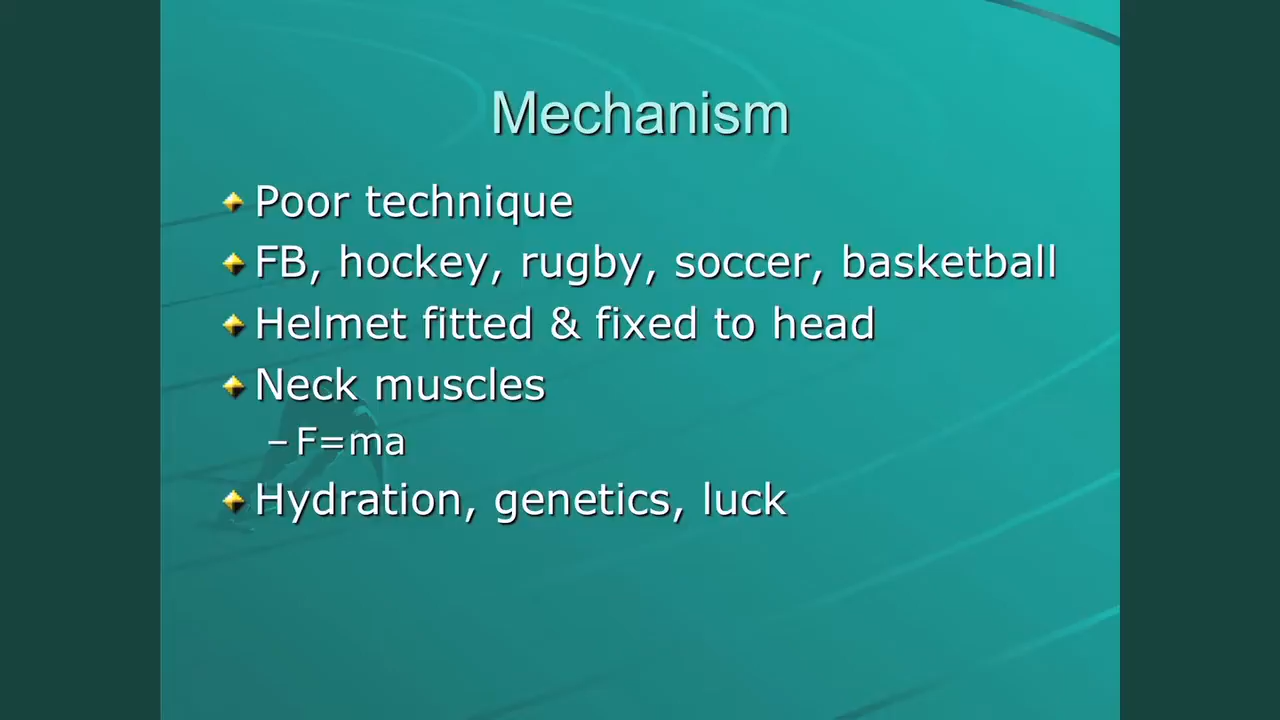 Mechanism
Poor technique
FB, hockey, rugby, soccer, basketball
Helmet fitted & fixed to head
Neck muscles
–F=ma
Hydration, genetics, luck